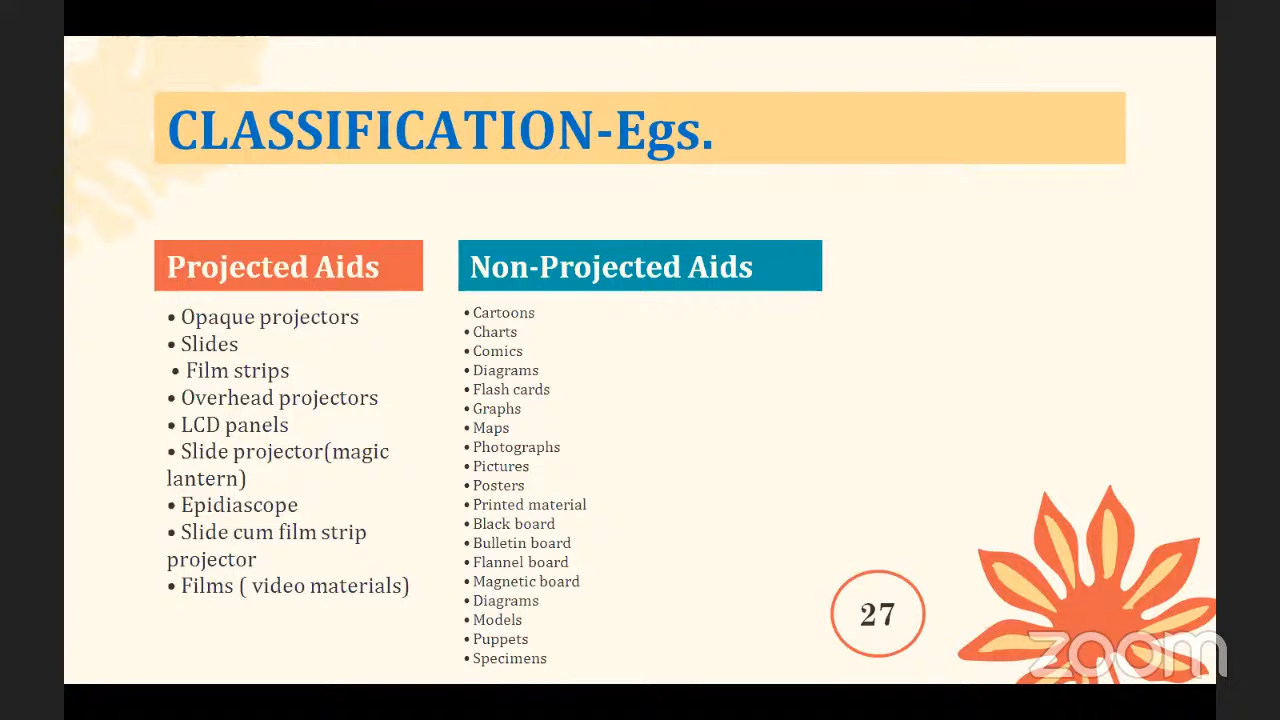 CLASSIFICATION-Egs.
Projected Aids
• Opaque projectors
• Slides
• Film strips
• Overhead projectors
• LCD panels
• Slide projector(magic
lantern)
• Epidiascope
• Slide cum film strip
projector
• Films ( video materials)
Non-Projected Aids
• Cartoons
• Charts
• Comics
• Diagrams
• Flash cards
• Graphs
• Maps
• Photographs
• Pictures
• Posters
• Printed material
• Black board
• Bulletin board
• Flannel board
• Magnetic board
• Diagrams
• Models
• Puppets
• Specimens
27
zoom